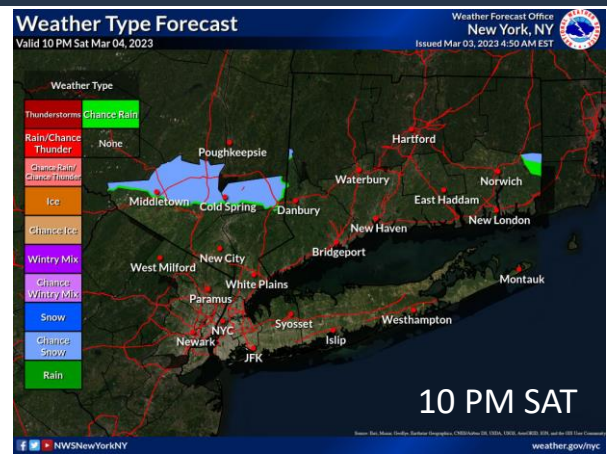 Weather Type Forecast
Valid 10 PM Sat Mar 04, 2023
Weather Forecast Office
New York, NY
Issued Mar 03, 2023 4:50 AM EST
Weather Type
Thunderstorms
Chance Rain
Rain/Chance
Thunder
None
Chance Rain/
Chance Thunder
Ice
Chance Ice
Wintry Mix
Chance
Wintry Mix
Snow
Chance
Snow
Rain
Poughkeepsie
Hartford
Waterbury
Norwich
Middletown
Cold Spring
Danbury
East Haddam
New Haven
New London
Bridgeport
New City
West Milford
White Plains
Montauk
Paramus
Syosset
Westhampton
NYC
Islip
Newark
JFK
10 PM SAT
NWSNewYorkNY
weather.gov/nyc